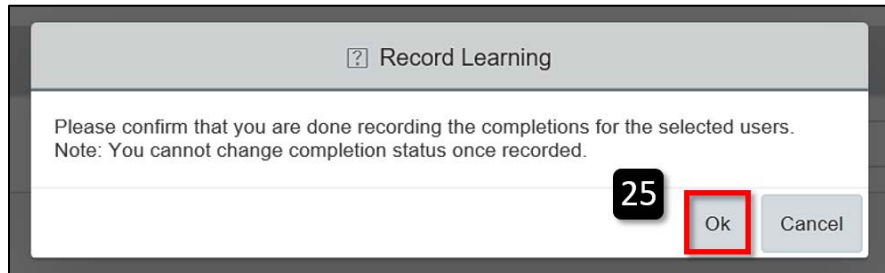 ? Record Learning
Please confirm that you are done recording the completions for the selected users.
Note: You cannot change completion status once recorded.
25
Ok Cancel